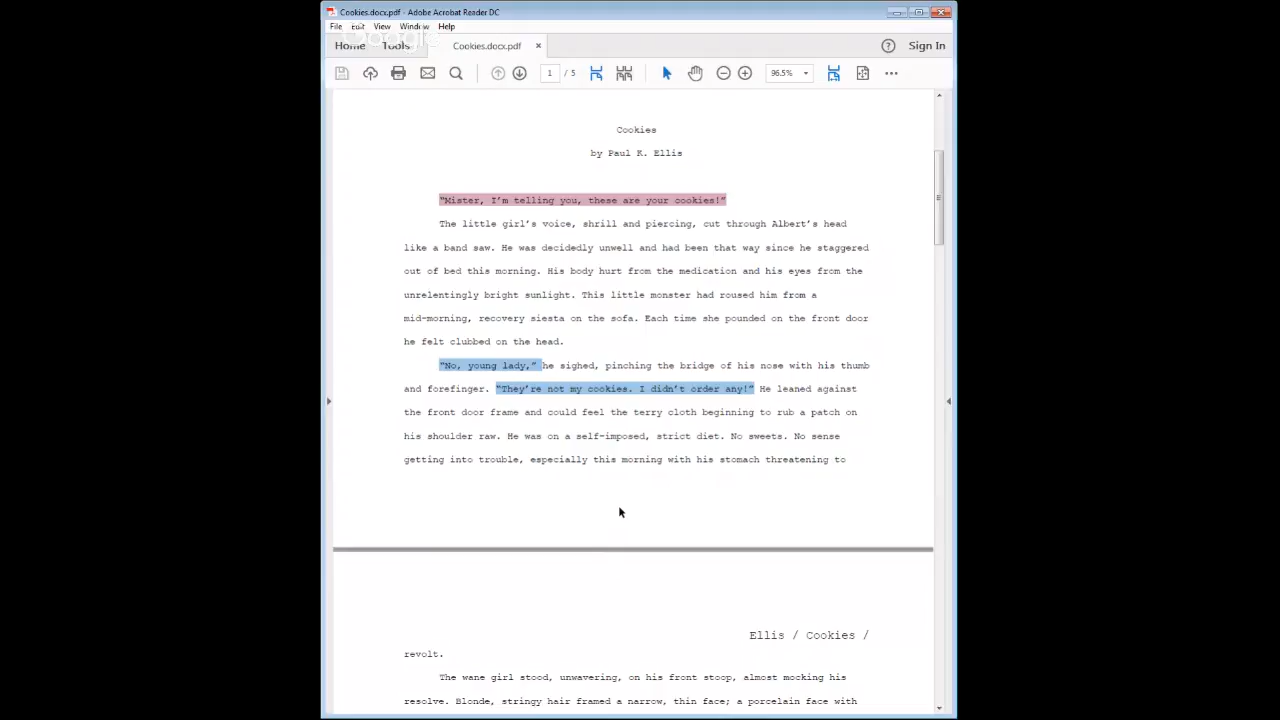 Cookies.docx.pdf - Adobe Acrobat Reader DC
File Edit View Window Help
Google
Home Tools Cookies.docx.pdf × ? Sign In
1 / 5 96.5%
Cookies
by Paul K. Ellis
“Mister, I’m telling you, these are your cookies!”
The little girl’s voice, shrill and piercing, cut through Albert’s head
like a band saw. He was decidedly unwell and had been that way since he staggered
out of bed this morning. His body hurt from the medication and his eyes from the
unrelentingly bright sunlight. This little monster had roused him from a
mid-morning, recovery siesta on the sofa. Each time she pounded on the front door
he felt clubbed on the head.
“No, young lady,” he sighed, pinching the bridge of his nose with his thumb
and forefinger. “They’re not my cookies. I didn’t order any!” He leaned against
the front door frame and could feel the terry cloth beginning to rub a patch on
his shoulder raw. He was on a self-imposed, strict diet. No sweets. No sense
getting into trouble, especially this morning with his stomach threatening to
Ellis / Cookies /
revolt.
The wane girl stood, unwavering, on his front stoop, almost mocking his
resolve. Blonde, stringy hair framed a narrow, thin face; a porcelain face with